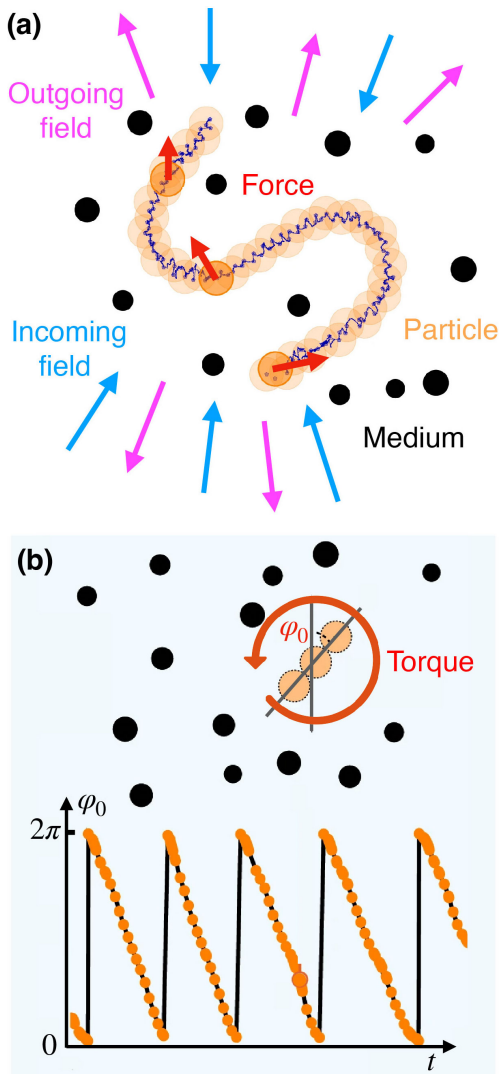 (a)
Outgoing
field
Force
Incoming
field
Particle
Medium
(b)
φ₀
Torque
φ₀
2π
0
t